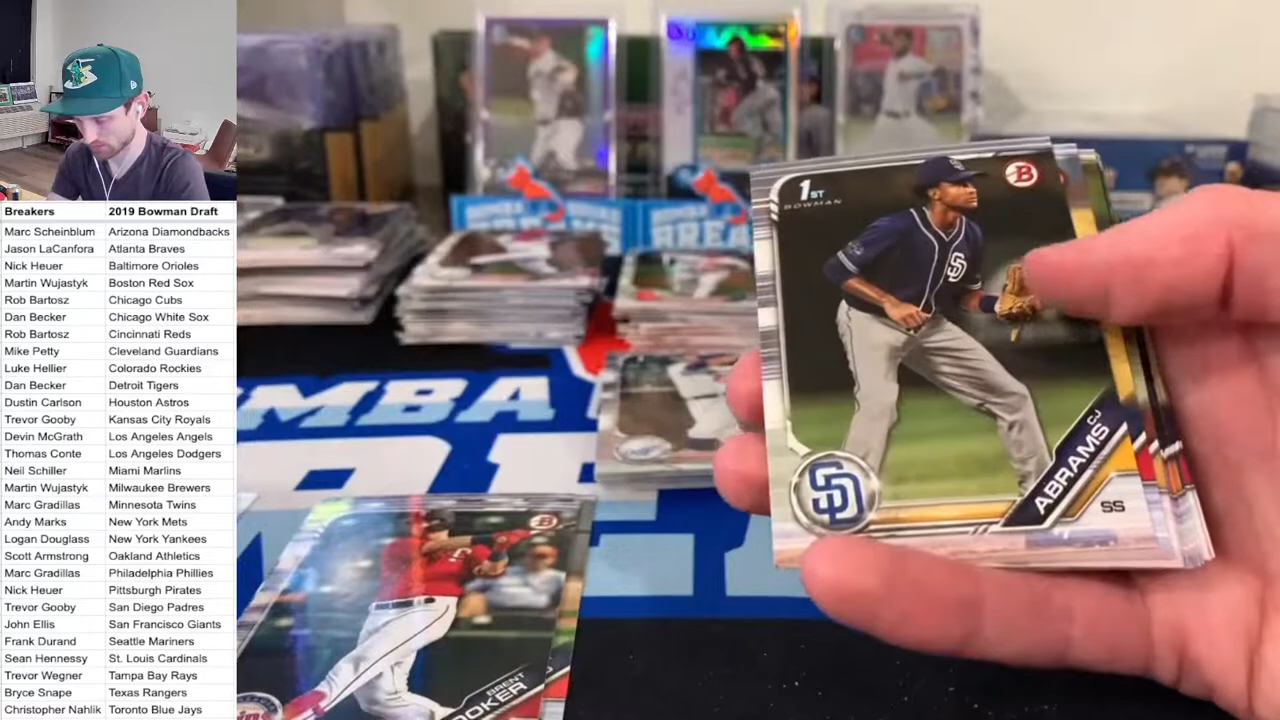 Breakers 2019 Bowman Draft
Marc Scheinblum Arizona Diamondbacks
Jason LaCanfora Atlanta Braves
Nick Heuer Baltimore Orioles
Martin Wujastyk Boston Red Sox
Rob Bartosz Chicago Cubs
Dan Becker Chicago White Sox
Rob Bartosz Cincinnati Reds
Mike Petty Cleveland Guardians
Luke Hellier Colorado Rockies
Dan Becker Detroit Tigers
Dustin Carlson Houston Astros
Trevor Gooby Kansas City Royals
Devin McGrath Los Angeles Angels
Thomas Conte Los Angeles Dodgers
Neil Schiller Miami Marlins
Martin Wujastyk Milwaukee Brewers
Marc Gradillas Minnesota Twins
Andy Marks New York Mets
Logan Douglass New York Yankees
Scott Armstrong Oakland Athletics
Marc Gradillas Philadelphia Phillies
Nick Heuer Pittsburgh Pirates
Trevor Gooby San Diego Padres
John Ellis San Francisco Giants
Frank Durand Seattle Mariners
Sean Hennessy St. Louis Cardinals
Trevor Wegner Tampa Bay Rays
Bryce Snape Texas Rangers
Christopher Nahlik Toronto Blue Jays
1ST
BOWMAN
B
SD
CJ
ABRAMS
SS
SD
MBA
BREA
B
BRENT
OOKER